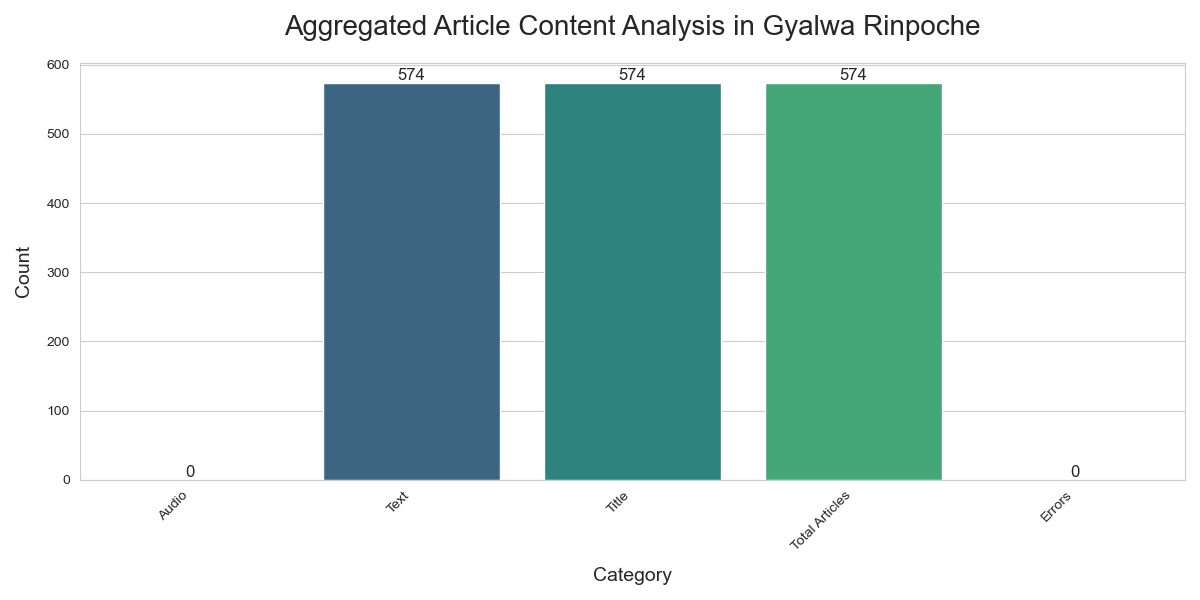 Aggregated Article Content Analysis in Gyalwa Rinpoche
600
500
400
300
200
100
0
Count
0
574
574
574
0
Audio
Text
Title
Total Articles
Errors
Category